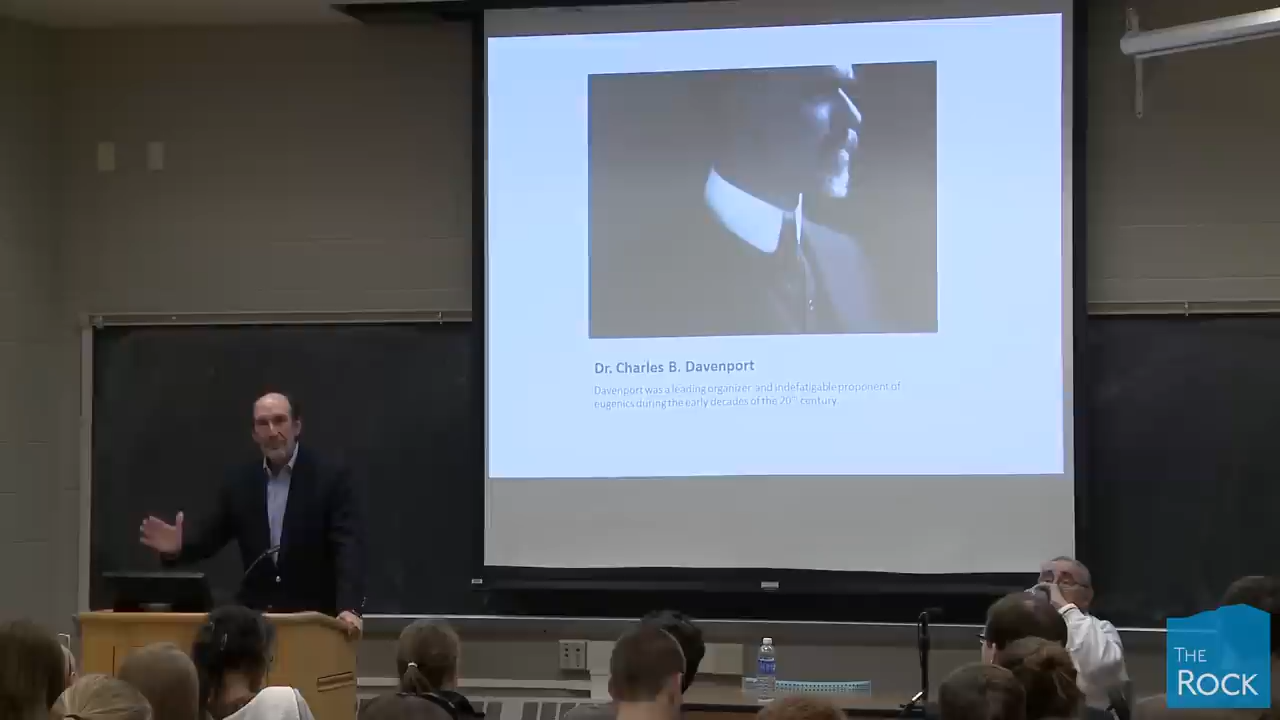 Dr. Charles B. Davenport
Davenport was a leading organizer and indefatigable proponent of
eugenics during the early decades of the 20th century.
THE
ROCK